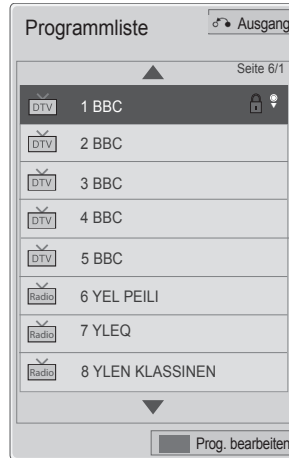 Programmliste
Ausgang
Seite 6/1
DTV 1 BBC
DTV 2 BBC
DTV 3 BBC
DTV 4 BBC
DTV 5 BBC
Radio 6 YEL PEILI
Radio 7 YLEQ
Radio 8 YLEN KLASSINEN
Prog. bearbeiten